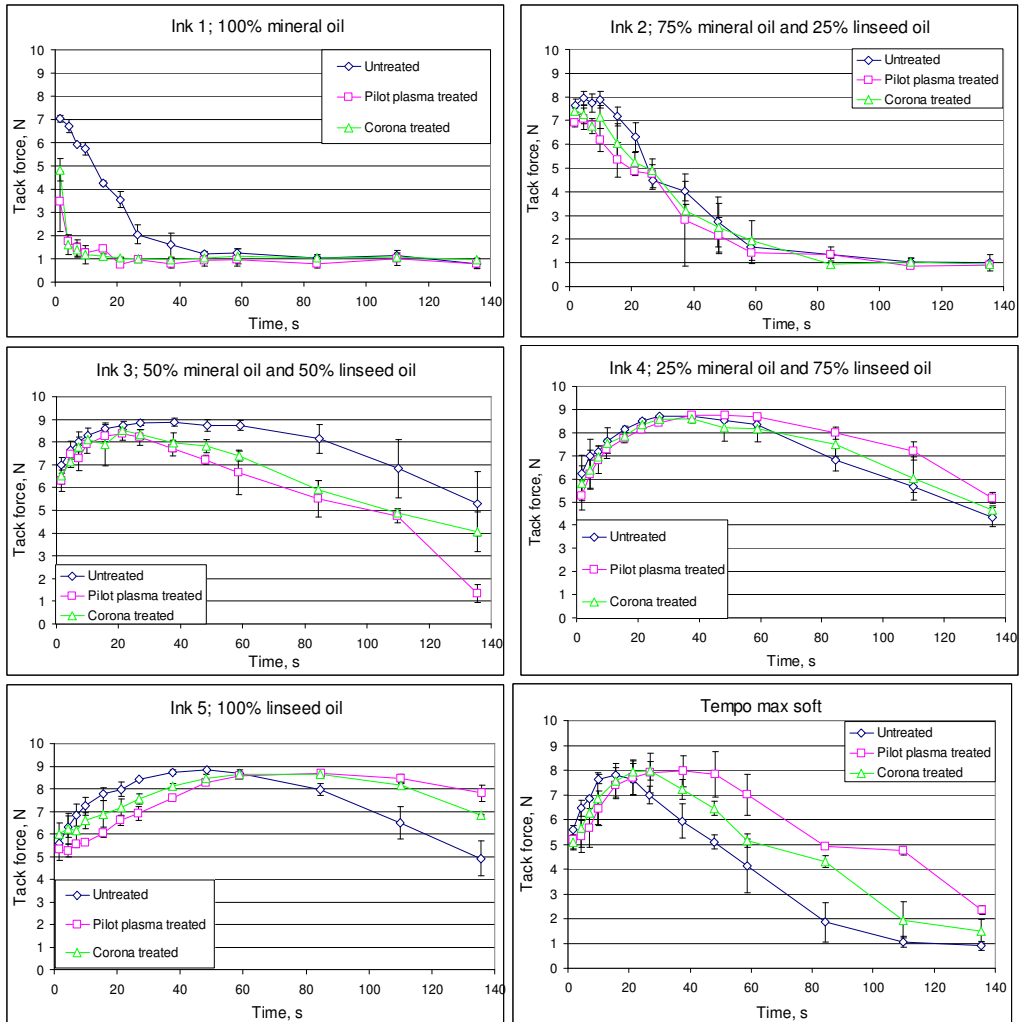 Ink 1; 100% mineral oil
10
9
8
7
6
5
4
3
2
1
0
Tack force, N
Untreated
Pilot plasma treated
Corona treated
0 20 40 60 80 100 120 140
Time, s
Ink 2; 75% mineral oil and 25% linseed oil
10
9
8
7
6
5
4
3
2
1
0
Tack force, N
Untreated
Pilot plasma treated
Corona treated
0 20 40 60 80 100 120 140
Time, s
Ink 3; 50% mineral oil and 50% linseed oil
10
9
8
7
6
5
4
3
2
1
0
Tack force, N
Untreated
Pilot plasma treated
Corona treated
0 20 40 60 80 100 120 140
Time, s
Ink 4; 25% mineral oil and 75% linseed oil
10
9
8
7
6
5
4
3
2
1
0
Tack force, N
Untreated
Pilot plasma treated
Corona treated
0 20 40 60 80 100 120 140
Time, s
Ink 5; 100% linseed oil
10
9
8
7
6
5
4
3
2
1
0
Tack force, N
Untreated
Pilot plasma treated
Corona treated
0 20 40 60 80 100 120 140
Time, s
Tempo max soft
10
9
8
7
6
5
4
3
2
1
0
Tack force, N
Untreated
Pilot plasma treated
Corona treated
0 20 40 60 80 100 120 140
Time, s